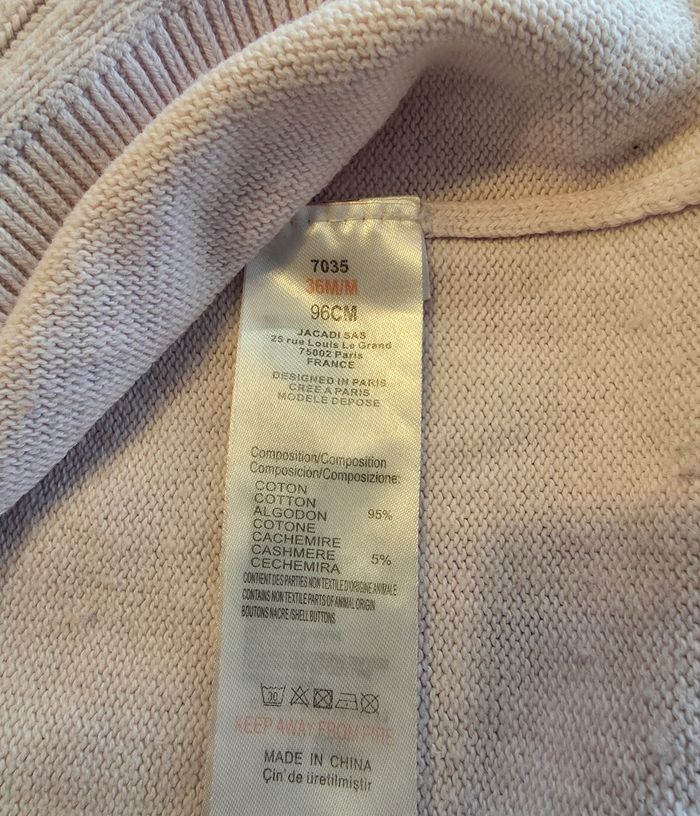 7035
36M/M
96CM
JACADI SAS
25 rue Louis Le Grand
75002 Paris
FRANCE
DESIGNED IN PARIS
CREE A PARIS
MODELE DEPOSE
Composition/Composition
Composición/Composizione:
COTON
COTTON
ALGODON 95%
COTONE
CACHEMIRE
CASHMERE 5%
CECHEMIRA
CONTIENT DES PARTIES NON TEXTILE D'ORIGINE ANIMALE
CONTAINS NON TEXTILE PARTS OF ANIMAL ORIGIN
BOUTONS NACRE/SHELL BUTTONS
30
KEEP AWAY FROM FIRE
MADE IN CHINA
Çin' de üretilmiştir